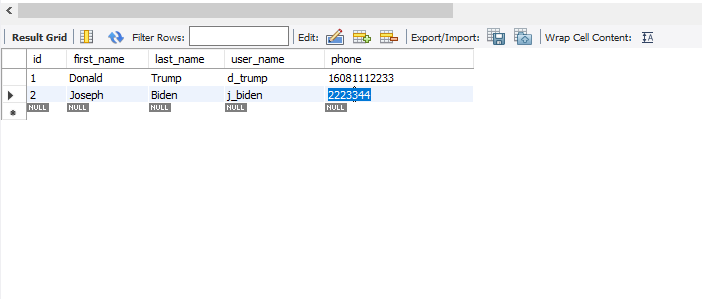 Result Grid Filter Rows: Edit: Export/Import: Wrap Cell Content: IA
id first_name last_name user_name phone
1 Donald Trump d_trump 16081112233
2 Joseph Biden j_biden 2223344
NULL NULL NULL NULL NULL